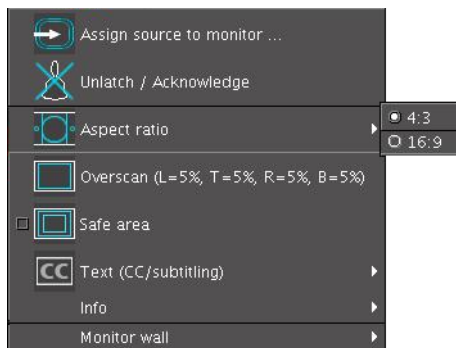 Assign source to monitor ...
Unlatch / Acknowledge
Aspect ratio
4:3
16:9
Overscan (L=5%, T=5%, R=5%, B=5%)
Safe area
CC Text (CC/subtitling)
Info
Monitor wall